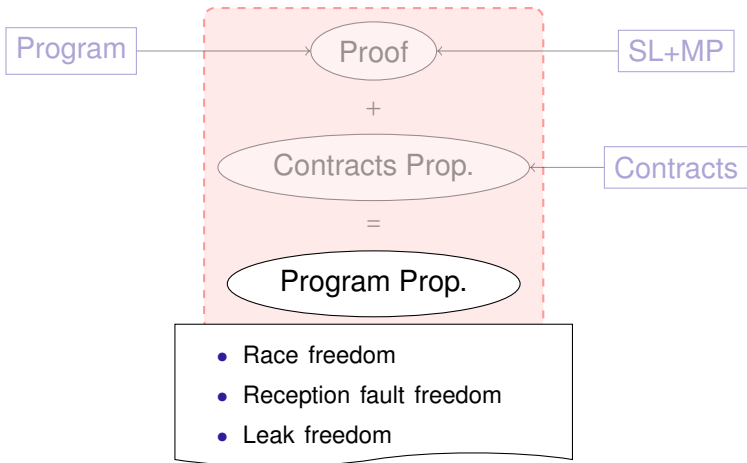 Program
Proof
SL+MP
+
Contracts Prop.
Contracts
=
Program Prop.
• Race freedom
• Reception fault freedom
• Leak freedom